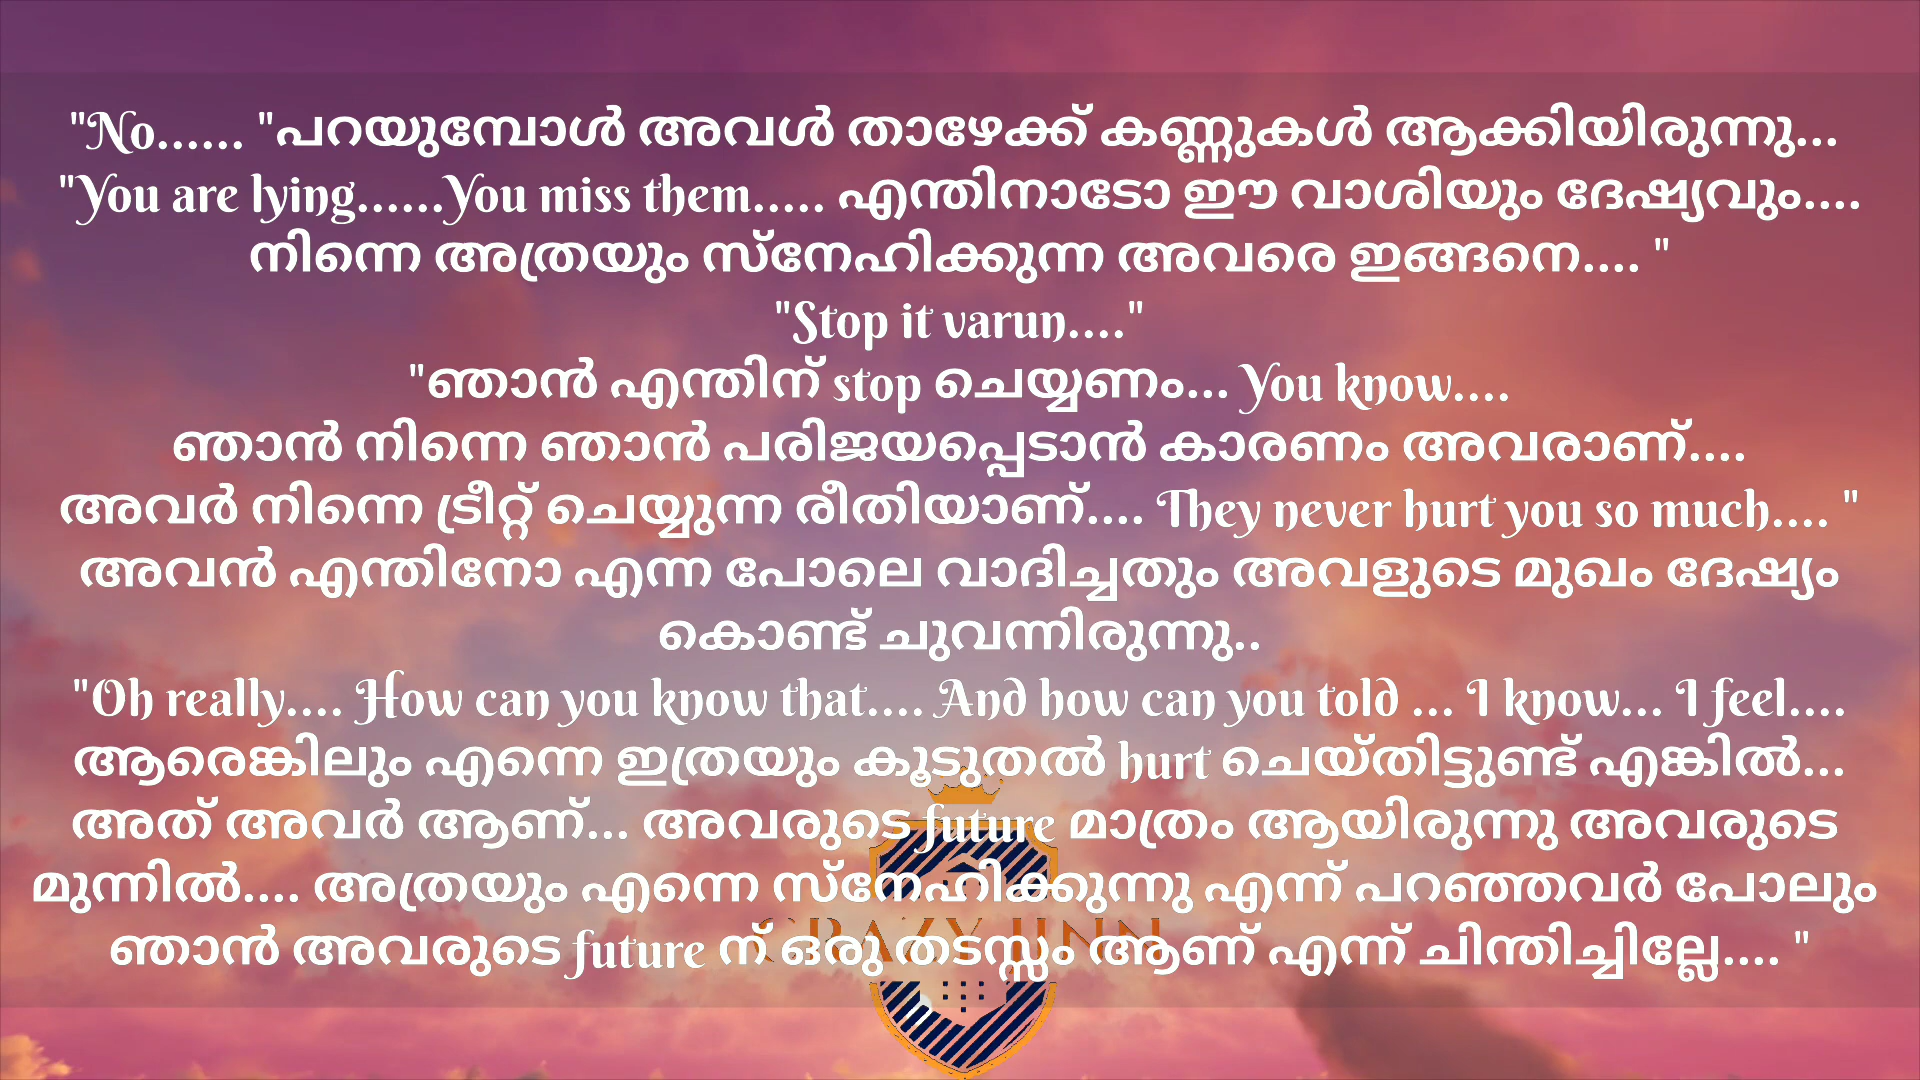 "No...... "പറയുമ്പോൾ അവൾ താഴേക്ക് കണ്ണുകൾ ആക്കിയിരുന്നു...
"You are lying......You miss them..... എന്തിനാടോ ഈ വാശിയും ദേഷ്യവും....
നിന്നെ അത്രയും സ്നേഹിക്കുന്ന അവരെ ഇങ്ങനെ.... "
"Stop it varun...."
"ഞാൻ എന്തിന് stop ചെയ്യണം... You know....
ഞാൻ നിന്നെ ഞാൻ പരിജയപ്പെടാൻ കാരണം അവരാണ്....
അവർ നിന്നെ ട്രീറ്റ് ചെയ്യുന്ന രീതിയാണ്.... They never hurt you so much.... "
അവൻ എന്തിനോ എന്ന പോലെ വാദിച്ചതും അവളുടെ മുഖം ദേഷ്യം
കൊണ്ട് ചുവന്നിരുന്നു..
"Oh really.... How can you know that.... And how can you told ... I know... I feel....
ആരെങ്കിലും എന്നെ ഇത്രയും കൂടുതൽ hurt ചെയ്തിട്ടുണ്ട് എങ്കിൽ...
അത് അവർ ആണ്... അവരുടെ future മാത്രം ആയിരുന്നു അവരുടെ
മുന്നിൽ.... അത്രയും എന്നെ സ്നേഹിക്കുന്നു എന്ന് പറഞ്ഞവർ പോലും
ഞാൻ അവരുടെ future ന് ഒരു തടസ്സം ആണ് എന്ന് ചിന്തിച്ചില്ലേ.... "
CRAZY JINN